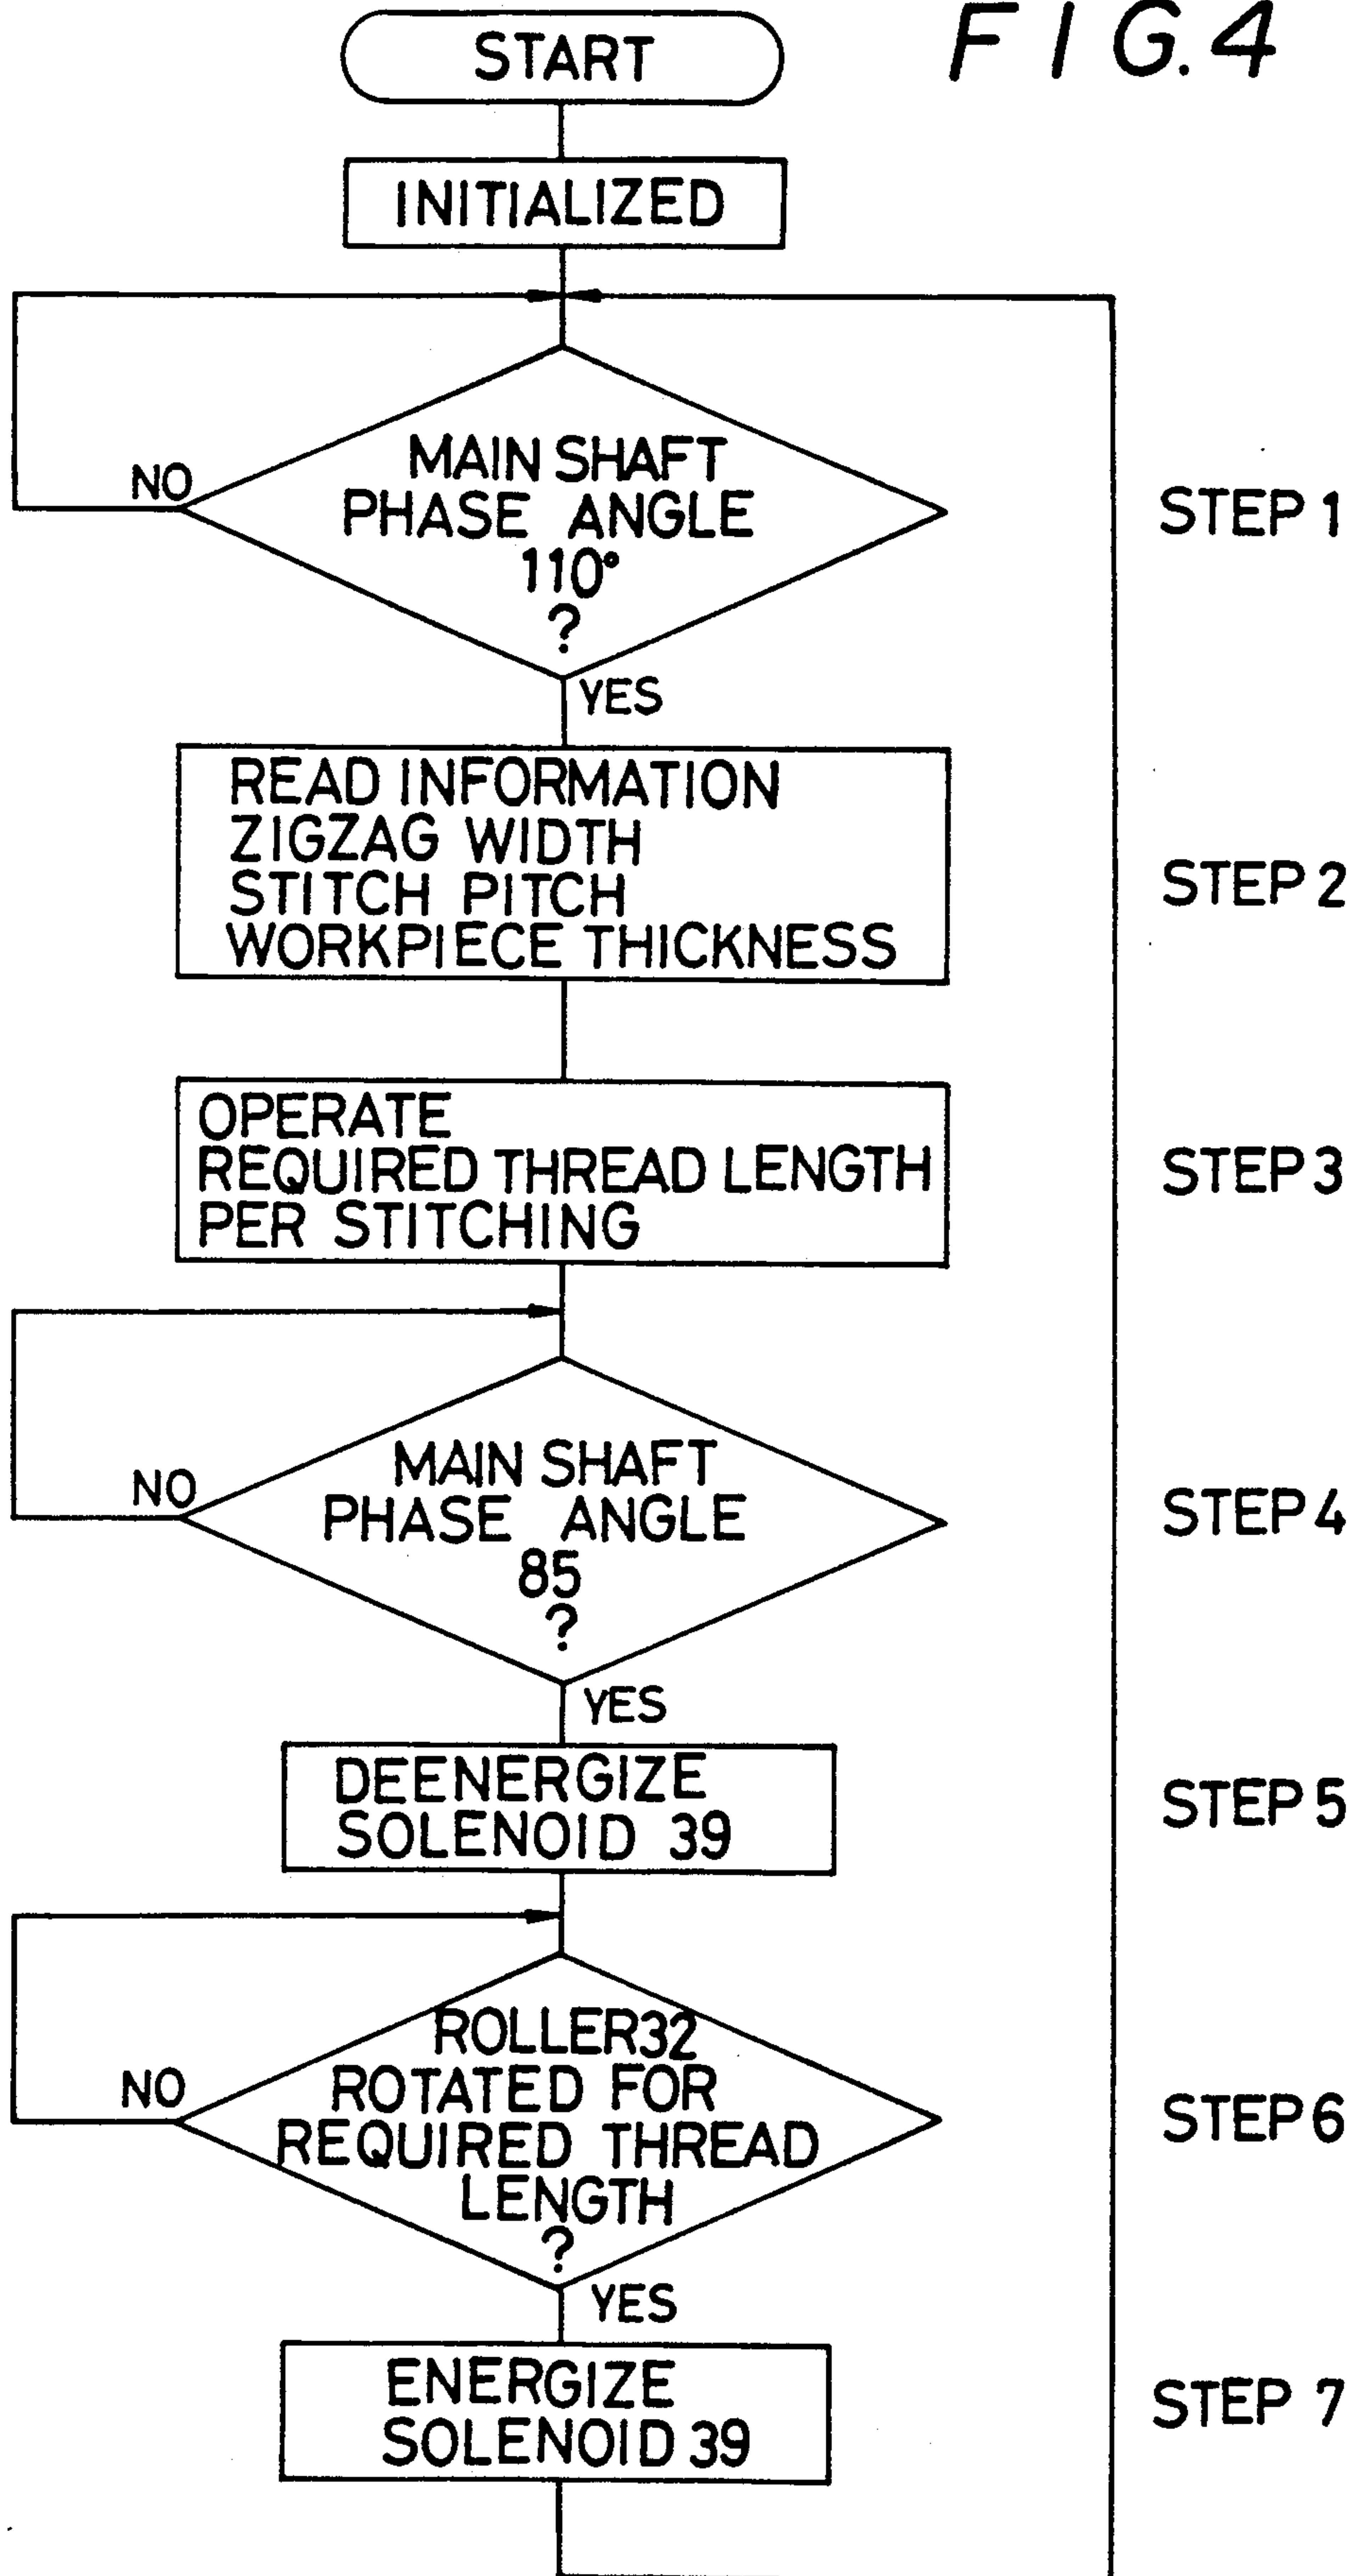 FIG.4
START
INITIALIZED
MAIN SHAFT
PHASE ANGLE
110°
?
NO
YES
STEP 1
READ INFORMATION
ZIGZAG WIDTH
STITCH PITCH
WORKPIECE THICKNESS
STEP 2
OPERATE
REQUIRED THREAD LENGTH
PER STITCHING
STEP 3
MAIN SHAFT
PHASE ANGLE
85
?
NO
YES
STEP 4
DEENERGIZE
SOLENOID 39
STEP 5
ROLLER32
ROTATED FOR
REQUIRED THREAD
LENGTH
?
NO
YES
STEP 6
ENERGIZE
SOLENOID 39
STEP 7